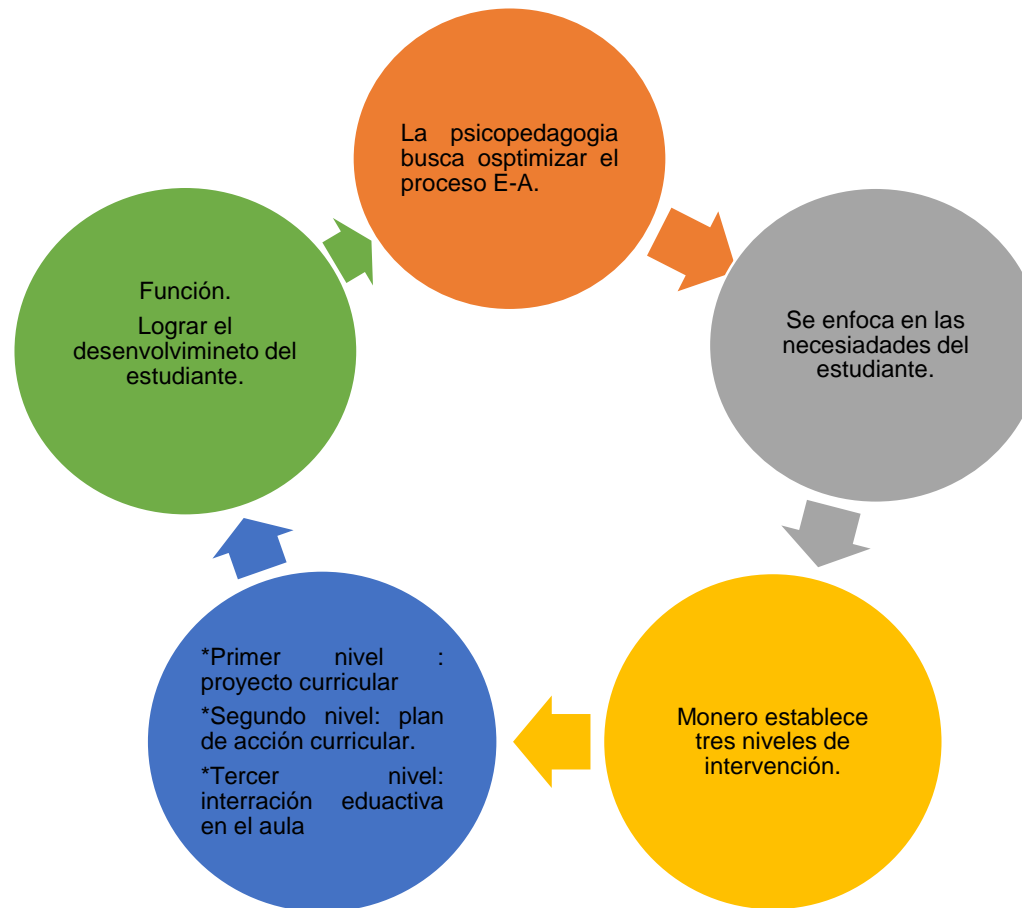 La psicopedagogia
busca osptimizar el
proceso E-A.
Se enfoca en las
necesiadades del
estudiante.
Monero establece
tres niveles de
intervención.
*Primer nivel :
proyecto curricular
*Segundo nivel: plan
de acción curricular.
*Tercer nivel:
interración eduactiva
en el aula
Función.
Lograr el
desenvolvimineto del
estudiante.